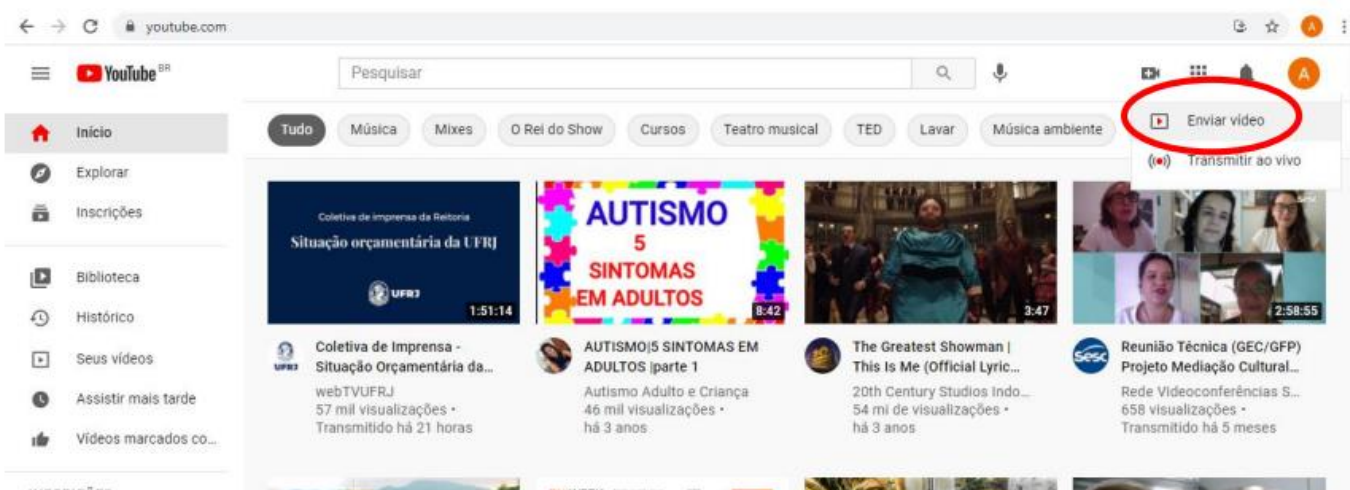 youtube.com
A
YouTube BR
Pesquisar
A
Início
Explorar
Inscrições
Biblioteca
Histórico
Seus vídeos
Assistir mais tarde
Vídeos marcados co...
Tudo
Música
Mixes
O Rei do Show
Cursos
Teatro musical
TED
Lavar
Música ambiente
Enviar vídeo
Transmitir ao vivo
Coletiva de imprensa da Reitoria
Situação orçamentária da UFRJ
UFRJ
1:51:14
UFRJ
Coletiva de Imprensa -
Situação Orçamentária da...
webTVUFRJ
57 mil visualizações •
Transmitido há 21 horas
AUTISMO
5
SINTOMAS
EM ADULTOS
8:42
AUTISMO|5 SINTOMAS EM
ADULTOS |parte 1
Autismo Adulto e Criança
46 mil visualizações •
há 3 anos
3:47
The Greatest Showman |
This Is Me (Official Lyric...
20th Century Studios Indo...
54 mi de visualizações •
há 3 anos
Sesc
2:58:55
Sesc
Reunião Técnica (GEC/GFP)
Projeto Mediação Cultural...
Rede Videoconferências S...
658 visualizações •
Transmitido há 5 meses